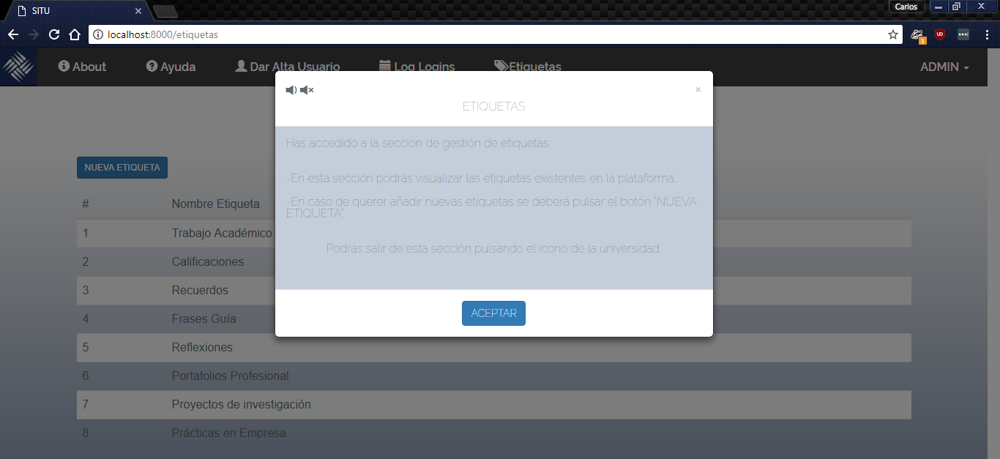 SITU
Carlos
localhost:8000/etiquetas
3
About
Ayuda
Dar Alta Usuario
Log Logins
Etiquetas
ADMIN
×
ETIQUETAS
Has accedido a la sección de gestión de etiquetas.
-En esta sección podrás visualizar las etiquetas existentes en la plataforma.
-En caso de querer añadir nuevas etiquetas se deberá pulsar el botón "NUEVA
ETIQUETA".
Podrás salir de esta sección pulsando el icono de la universidad.
ACEPTAR
NUEVA ETIQUETA
# Nombre Etiqueta
1 Trabajo Académico
2 Calificaciones
3 Recuerdos
4 Frases Guía
5 Reflexiones
6 Portafolios Profesional
7 Proyectos de investigación
8 Prácticas en Empresa